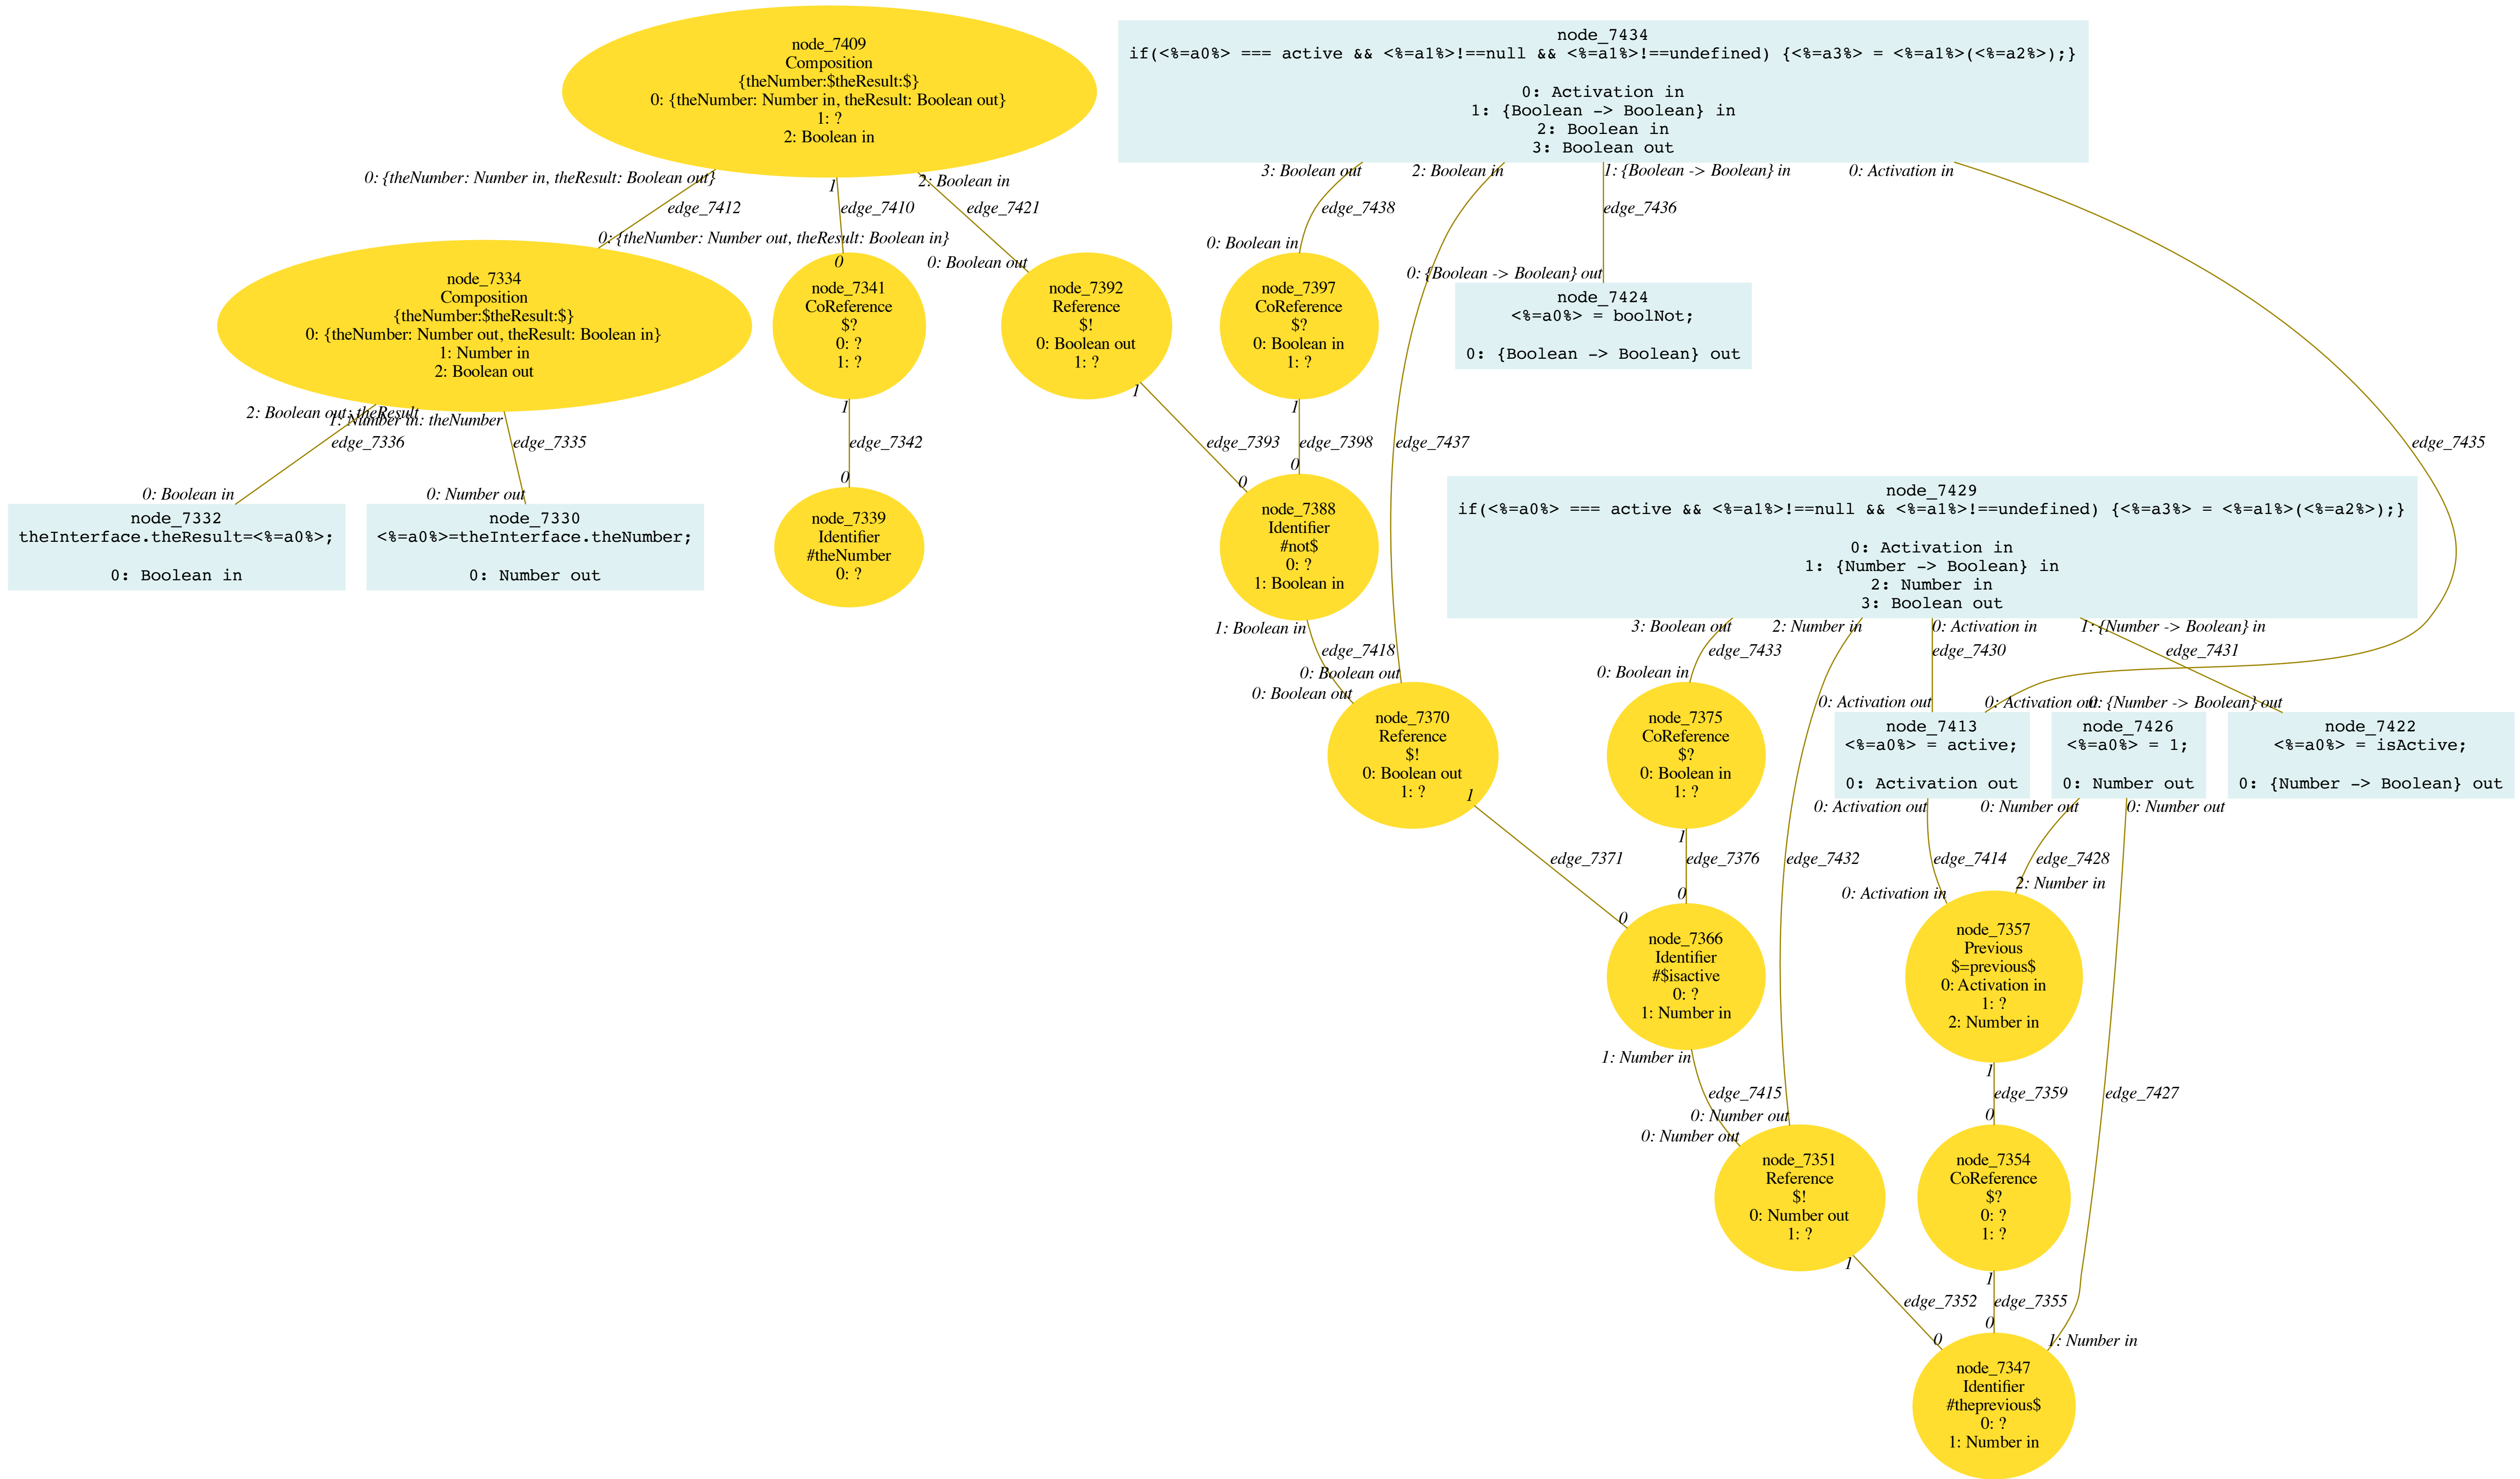 node_7409
Composition
{theNumber:$theResult:$}
0: {theNumber: Number in, theResult: Boolean out}
1: ?
2: Boolean in
node_7434
if(<%=a0%> === active && <%=a1%>!==null && <%=a1%>!==undefined) {<%=a3%> = <%=a1%>(<%=a2%>);}
0: Activation in
1: {Boolean -> Boolean} in
2: Boolean in
3: Boolean out
0: {theNumber: Number in, theResult: Boolean out}
1
2: Boolean in
3: Boolean out
2: Boolean in
1: {Boolean -> Boolean} in
0: Activation in
edge_7412
edge_7410
edge_7421
edge_7438
edge_7436
0: {theNumber: Number out, theResult: Boolean in}
0
0: Boolean out
0: Boolean in
0: {Boolean -> Boolean} out
node_7334
Composition
{theNumber:$theResult:$}
0: {theNumber: Number out, theResult: Boolean in}
1: Number in
2: Boolean out
node_7341
CoReference
$?
0: ?
1: ?
node_7392
Reference
$!
0: Boolean out
1: ?
node_7397
CoReference
$?
0: Boolean in
1: ?
node_7424
<%=a0%> = boolNot;
0: {Boolean -> Boolean} out
2: Boolean out: theResult
1: Number in: theNumber
1
1
1
edge_7336
edge_7335
edge_7342
edge_7393
edge_7398
edge_7437
edge_7435
0: Boolean in
0: Number out
0
0
0
node_7332
theInterface.theResult=<%=a0%>;
0: Boolean in
node_7330
<%=a0%>=theInterface.theNumber;
0: Number out
node_7339
Identifier
#theNumber
0: ?
node_7388
Identifier
#not$
0: ?
1: Boolean in
node_7429
if(<%=a0%> === active && <%=a1%>!==null && <%=a1%>!==undefined) {<%=a3%> = <%=a1%>(<%=a2%>);}
0: Activation in
1: {Number -> Boolean} in
2: Number in
3: Boolean out
1: Boolean in
3: Boolean out
2: Number in
0: Activation in
1: {Number -> Boolean} in
edge_7418
edge_7433
edge_7430
edge_7431
0: Boolean out
0: Boolean out
0: Boolean in
0: Activation out
0: Activation out
0: {Number -> Boolean} out
node_7370
Reference
$!
0: Boolean out
1: ?
node_7375
CoReference
$?
0: Boolean in
1: ?
node_7413
<%=a0%> = active;
0: Activation out
node_7426
<%=a0%> = 1;
0: Number out
node_7422
<%=a0%> = isActive;
0: {Number -> Boolean} out
1
1
0: Activation out
0: Number out
0: Number out
edge_7371
edge_7376
edge_7432
edge_7414
edge_7428
0
0
0: Activation in
2: Number in
node_7366
Identifier
#$isactive
0: ?
1: Number in
node_7357
Previous
$=previous$
0: Activation in
1: ?
2: Number in
1: Number in
1
edge_7415
edge_7359
edge_7427
0: Number out
0: Number out
0
node_7351
Reference
$!
0: Number out
1: ?
node_7354
CoReference
$?
0: ?
1: ?
1
1
edge_7352
edge_7355
0
0
1: Number in
node_7347
Identifier
#theprevious$
0: ?
1: Number in